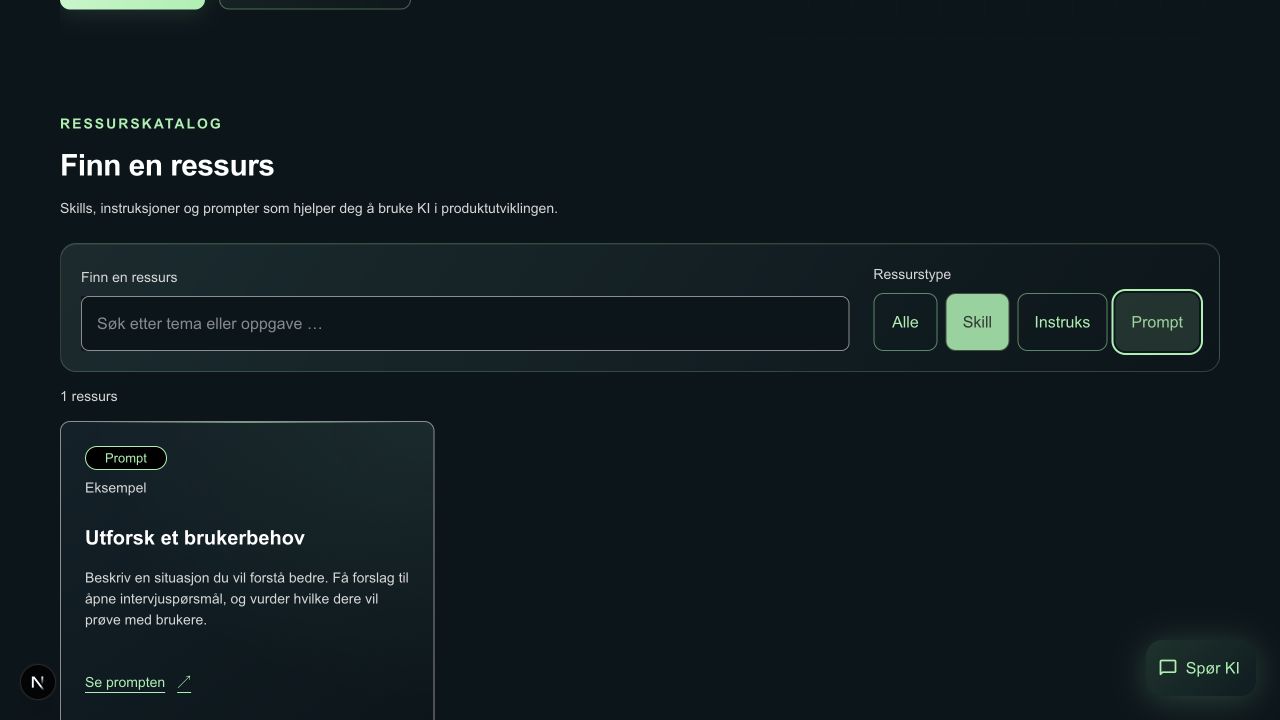 RESSURSKATALOG
Finn en ressurs
Skills, instruksjoner og prompter som hjelper deg å bruke KI i produktutviklingen.
Finn en ressurs
Ressurstype
Søk etter tema eller oppgave …
Alle
Skill
Instruks
Prompt
1 ressurs
Prompt
Eksempel
Utforsk et brukerbehov
Beskriv en situasjon du vil forstå bedre. Få forslag til
åpne intervjuspørsmål, og vurder hvilke dere vil
prøve med brukere.
Se prompten
Spør KI
N